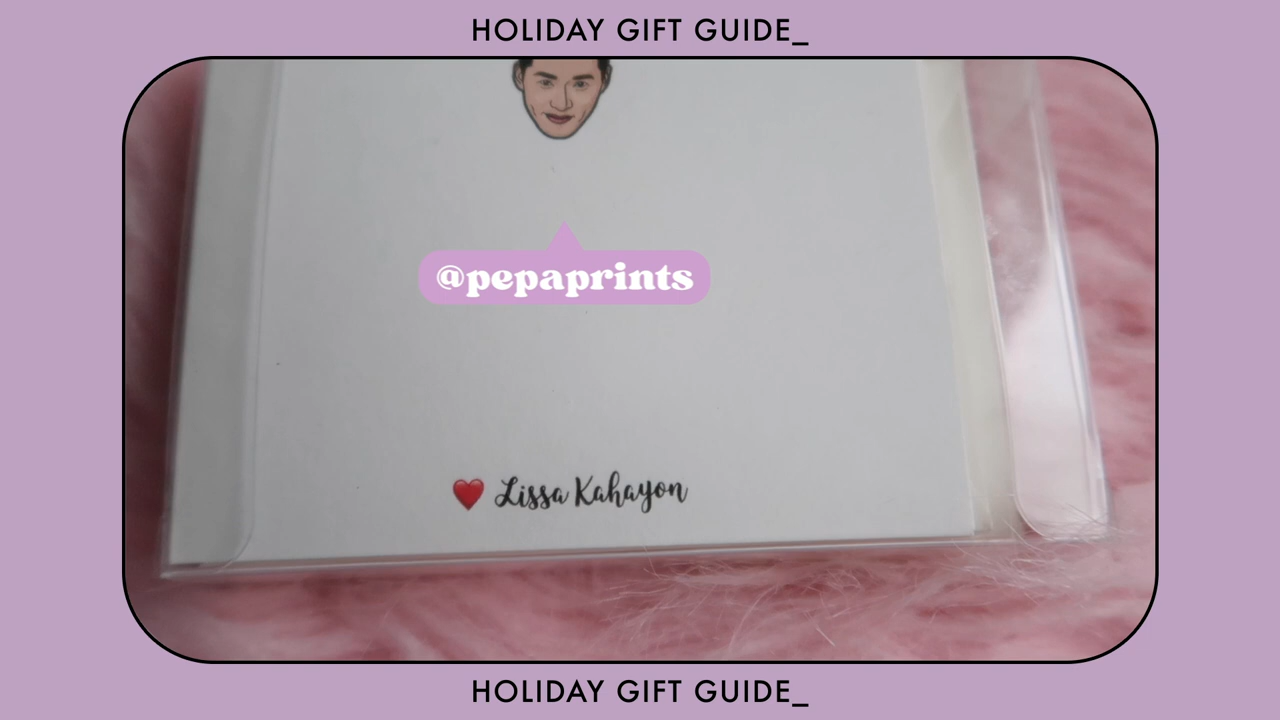 HOLIDAY GIFT GUIDE_
@pepaprints
❤️ Lissa Kahayon
HOLIDAY GIFT GUIDE_